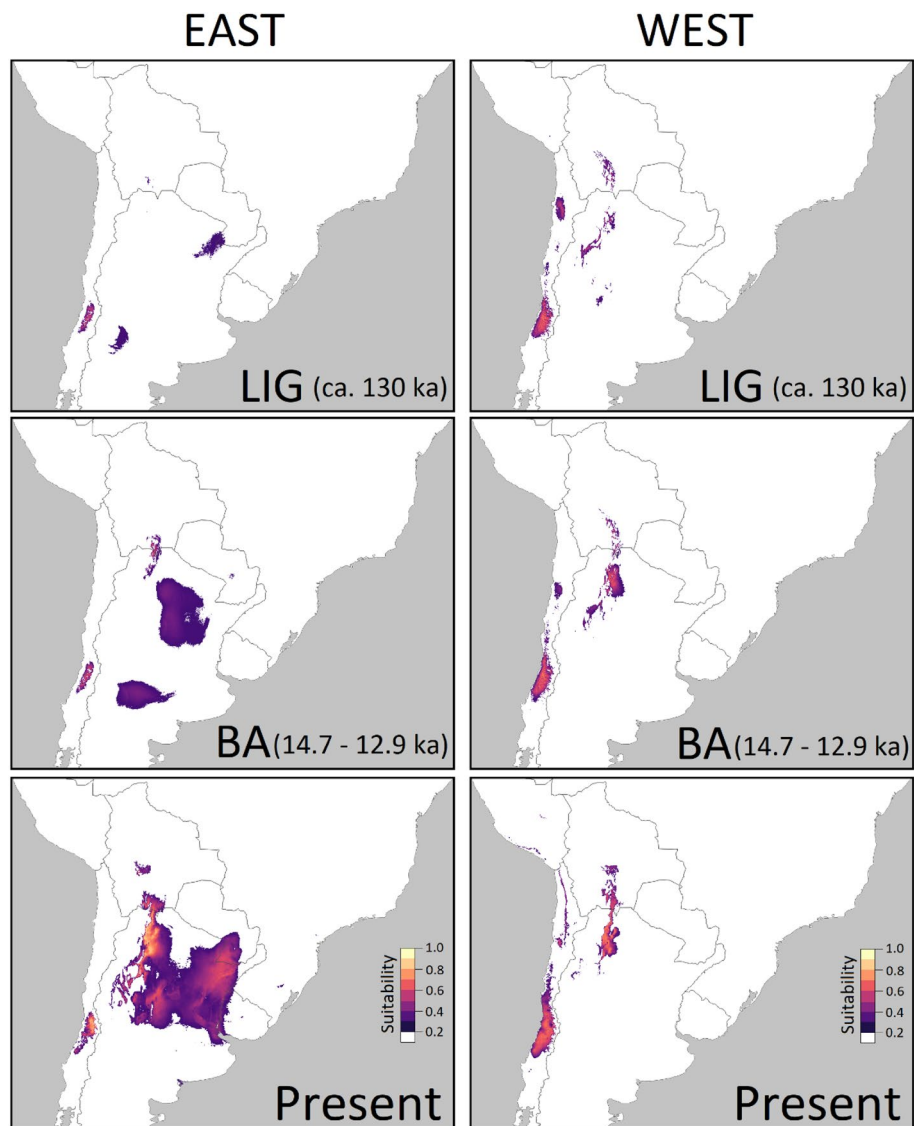 EAST
WEST
LIG (ca. 130 ka)
LIG (ca. 130 ka)
BA (14.7 - 12.9 ka)
BA (14.7 - 12.9 ka)
Suitability
1.0
0.8
0.6
0.4
0.2
Present
Suitability
1.0
0.8
0.6
0.4
0.2
Present